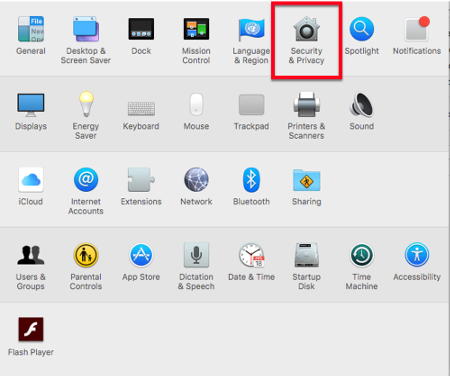 File
New
Ope
General
Desktop &
Screen Saver
Dock
Mission
Control
Language
& Region
Security
& Privacy
Spotlight
Notifications
Displays
Energy
Saver
Keyboard
Mouse
Trackpad
Printers &
Scanners
Sound
iCloud
@
Internet
Accounts
Extensions
Network
Bluetooth
Sharing
Users &
Groups
Parental
Controls
App Store
Dictation
& Speech
18
Date & Time
Startup
Disk
Time
Machine
Accessibility
Flash Player